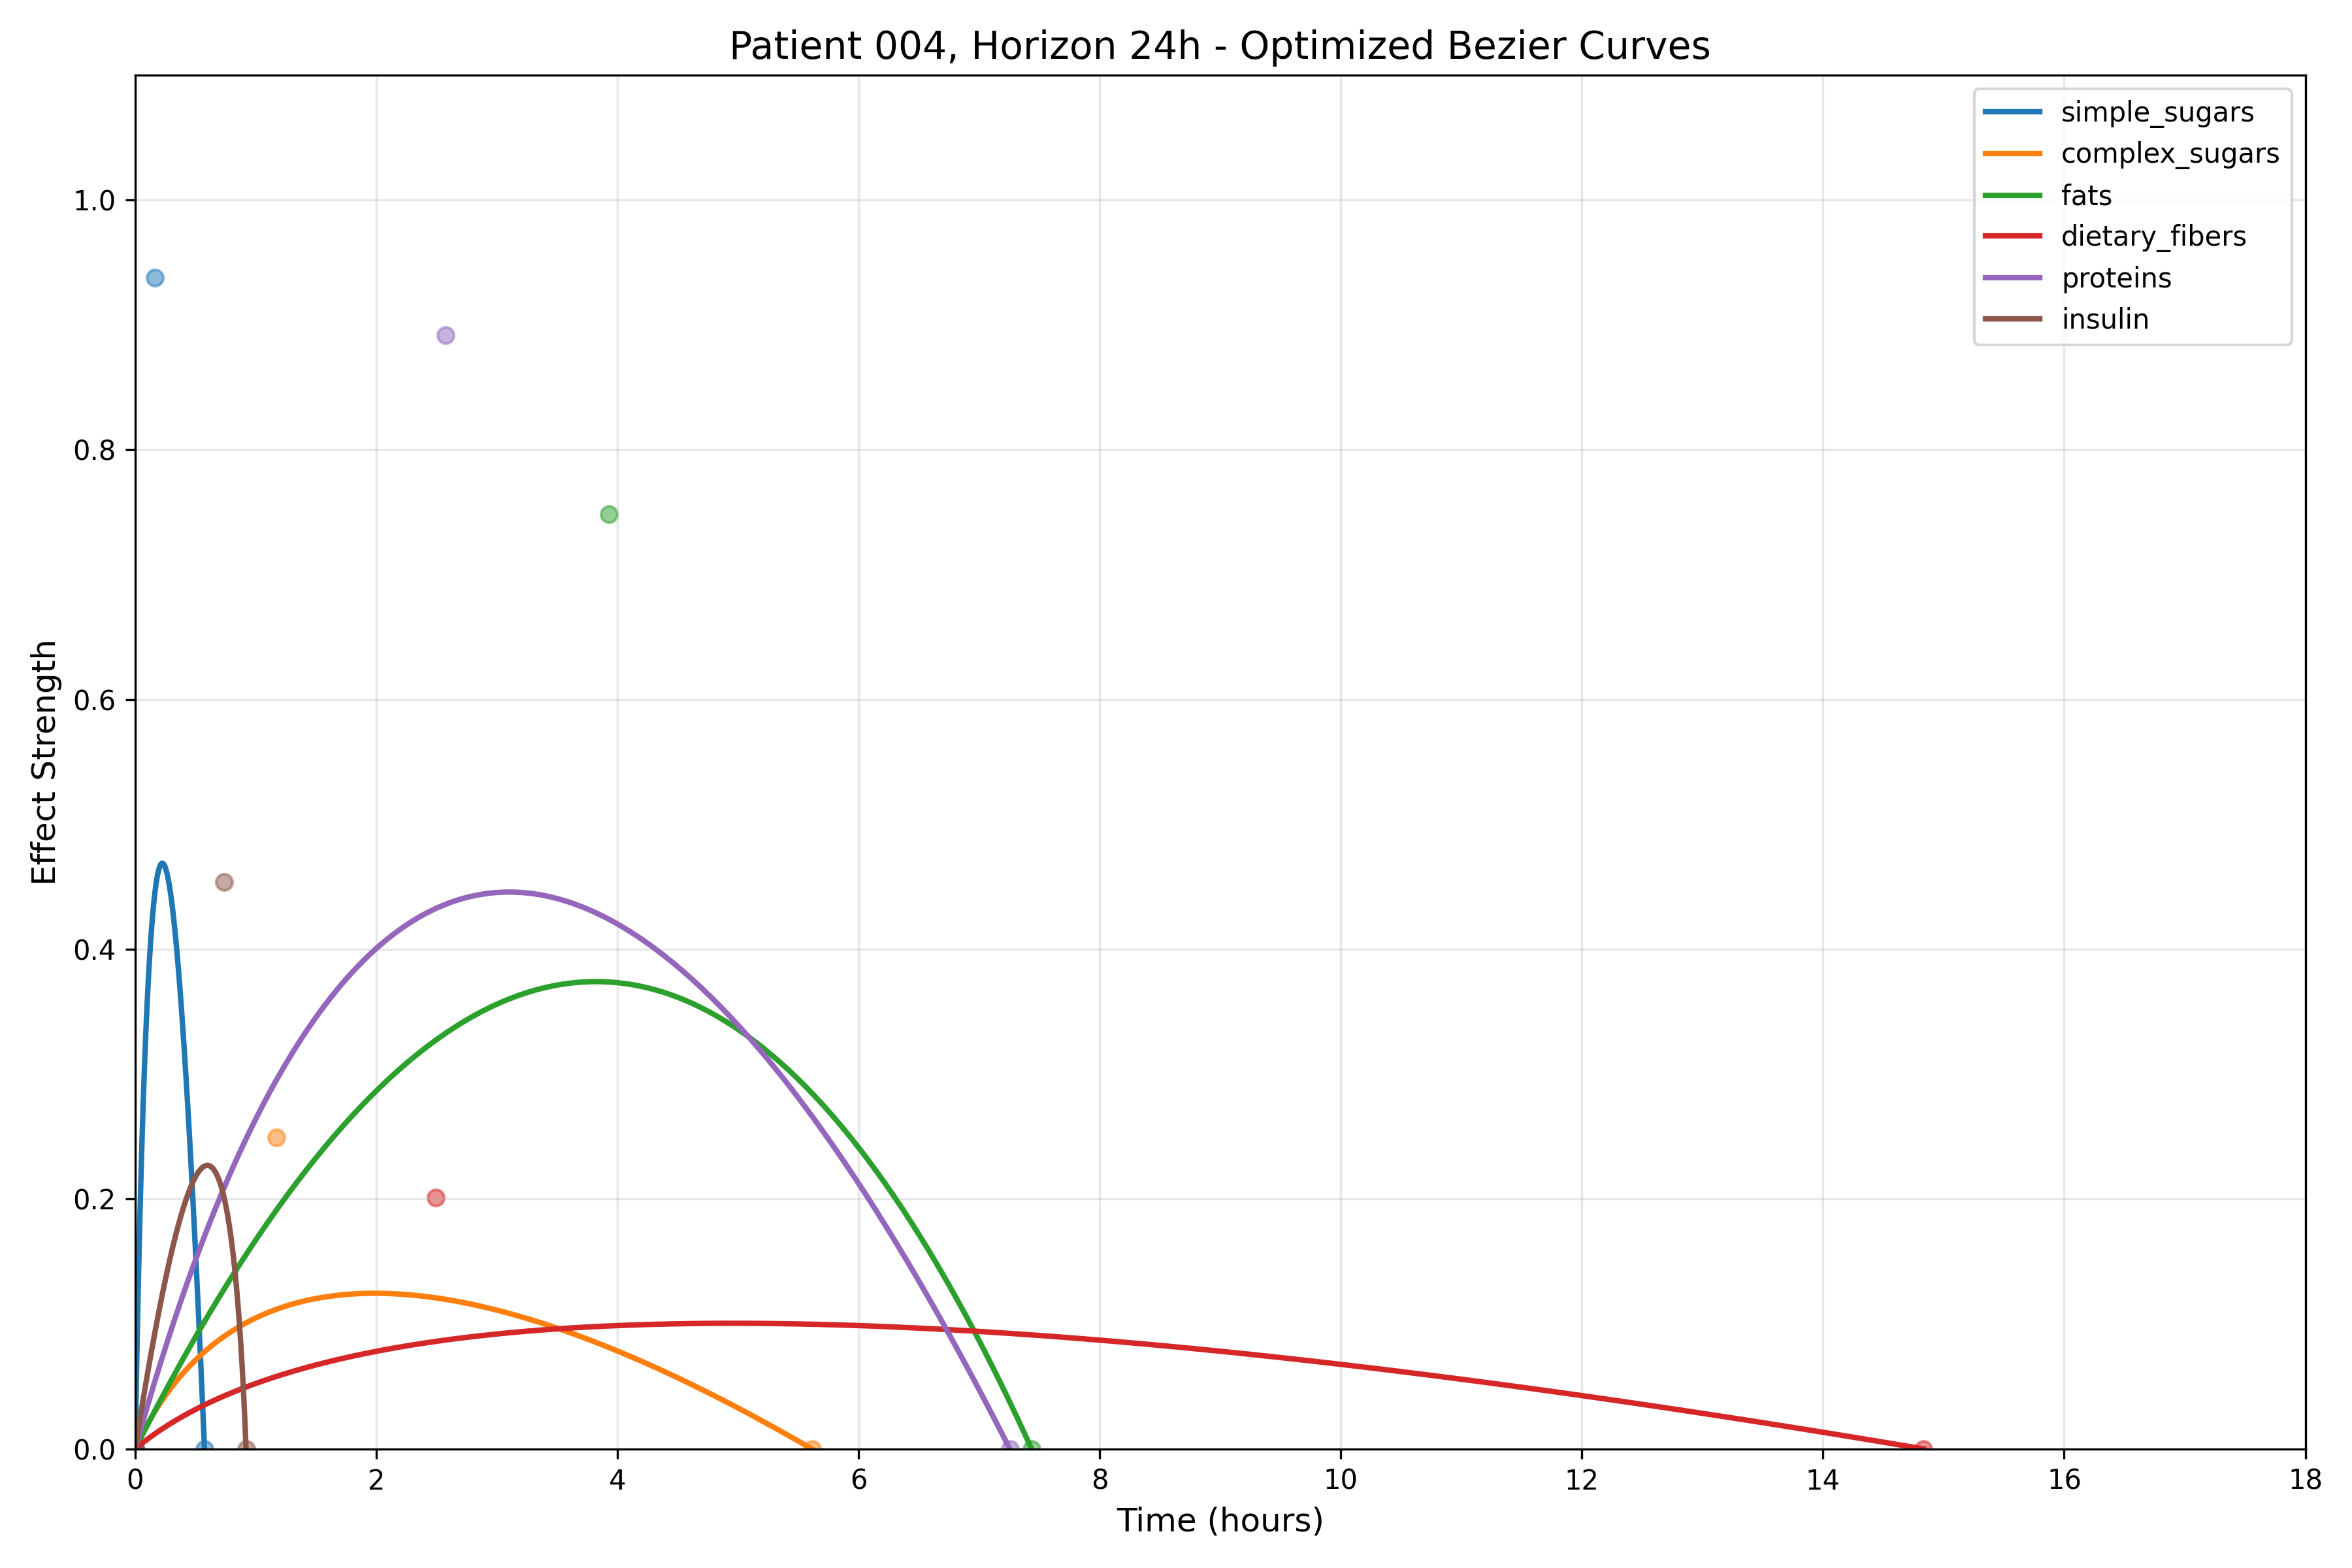 Patient 004, Horizon 24h - Optimized Bezier Curves
simple_sugars
complex_sugars
fats
dietary_fibers
proteins
insulin
Effect Strength
1.0
0.8
0.6
0.4
0.2
0.0
0 2 4 6 8 10 12 14 16 18
Time (hours)